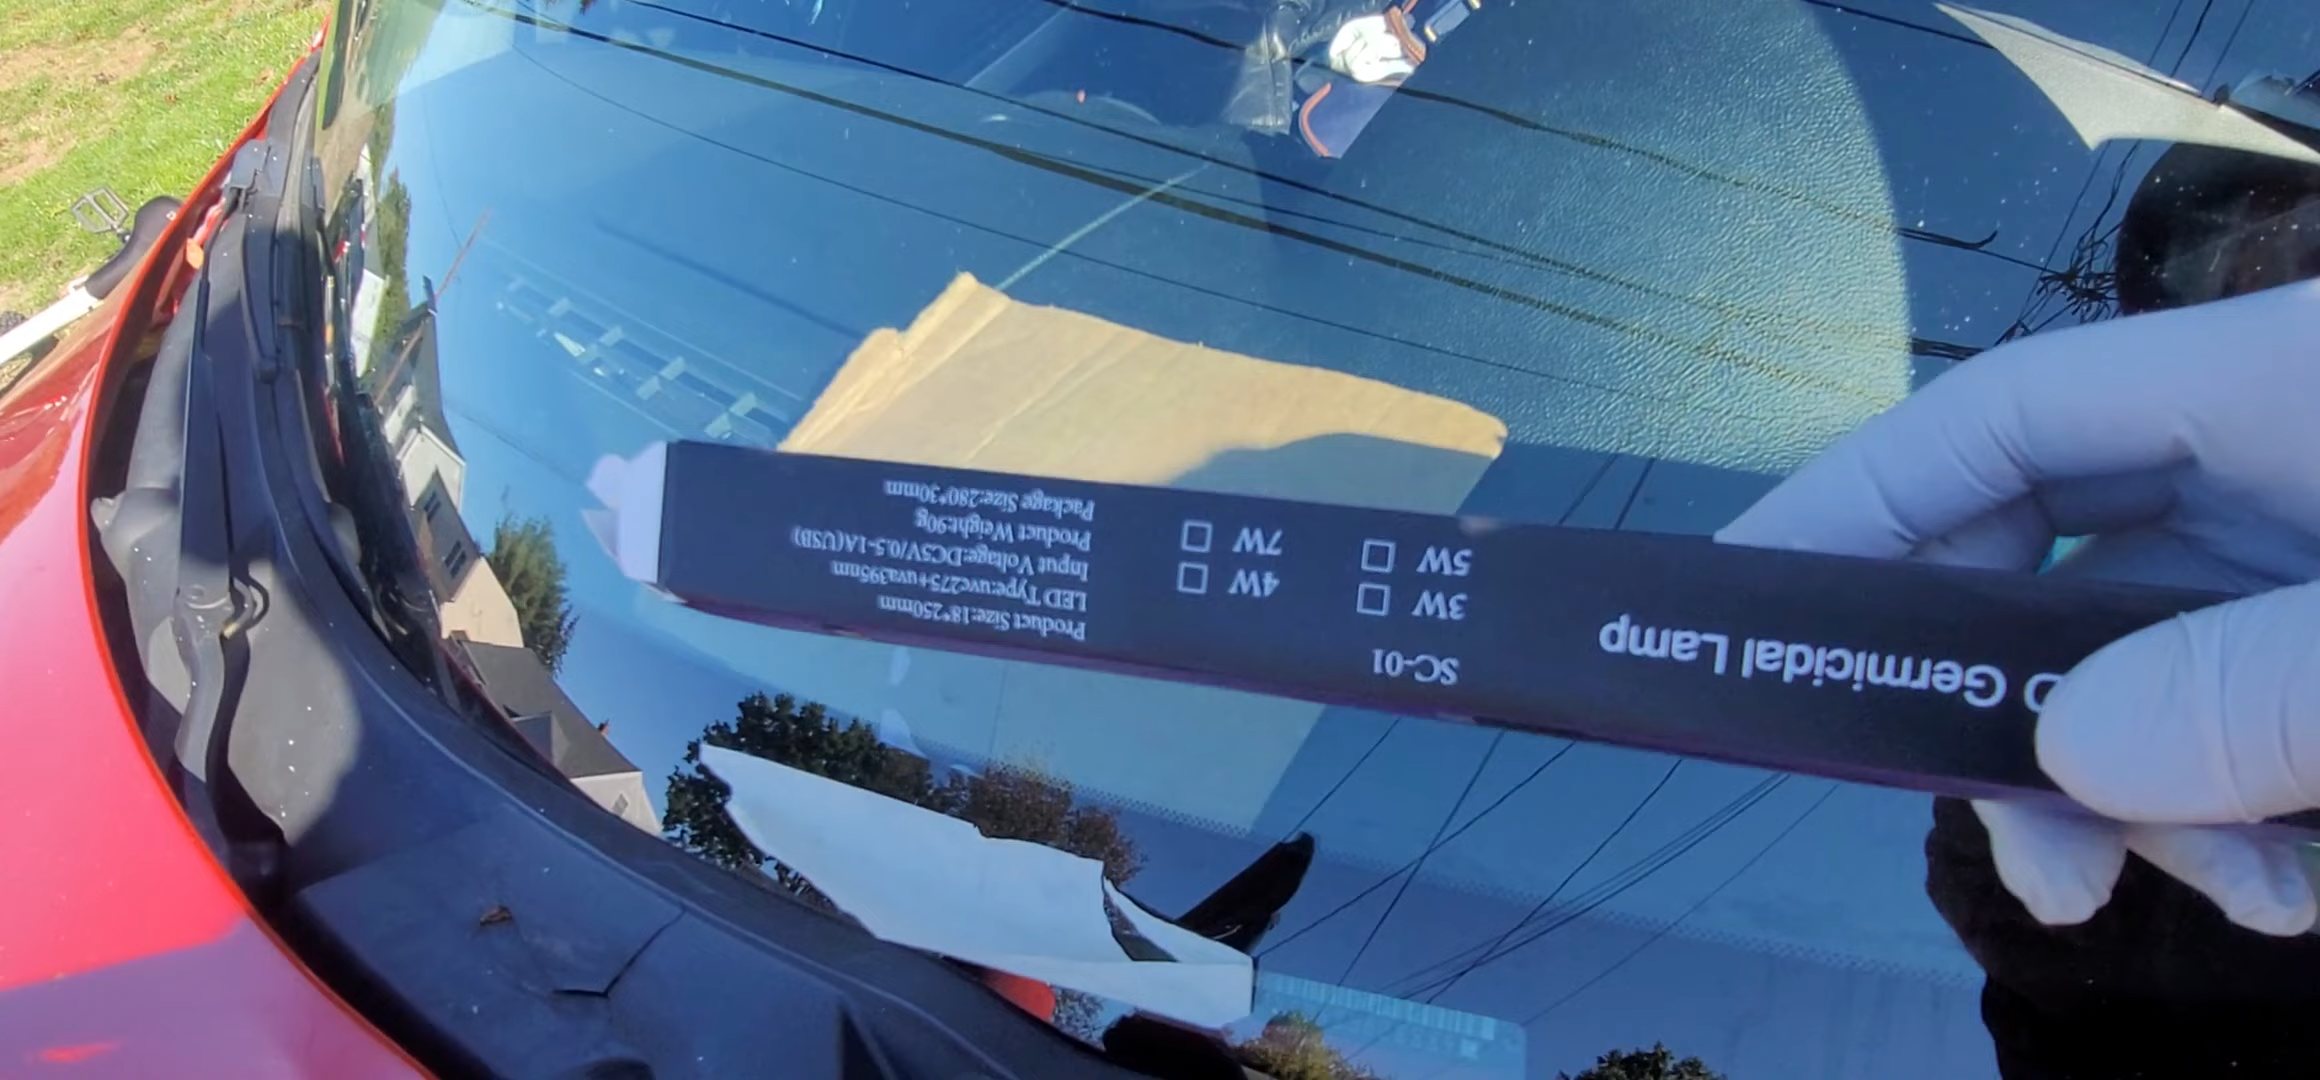 D Germicidal Lamp
SC-01
3W
4W
5W
7W
Product Size:18*250mm
LED Type:uvc275+uva395nm
Input Voltage:DC5V/0.5-1A(USB)
Product Weight:90g
Package Size:280*30mm